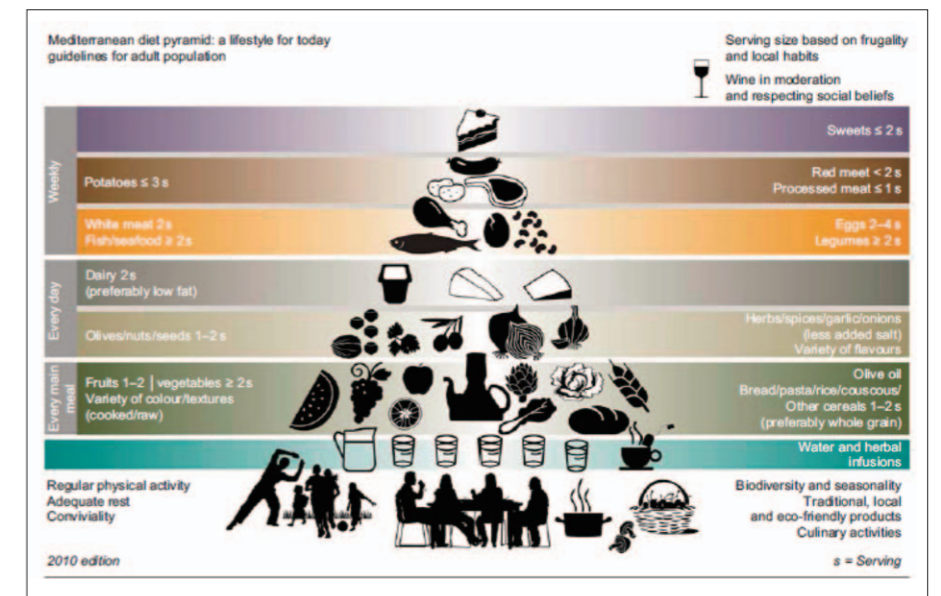 Mediterranean diet pyramid: a lifestyle for today
guidelines for adult population
Serving size based on frugality
and local habits
Wine in moderation
and respecting social beliefs
Weekly
Sweets ≤ 2 s
Potatoes ≤ 3 s
Red meet < 2 s
Processed meat ≤ 1 s
White meat 2s
Fish/seafood ≥ 2s
Eggs 2–4 s
Legumes ≥ 2s
Every day
Dairy 2s
(preferably low fat)
Olives/nuts/seeds 1–2 s
Herbs/spices/garlic/onions
(less added salt)
Variety of flavours
Every main
meal
Fruits 1–2 | vegetables ≥ 2s
Variety of colour/textures
(cooked/raw)
Olive oil
Bread/pasta/rice/couscous/
Other cereals 1–2 s
(preferably whole grain)
Water and herbal
infusions
Regular physical activity
Adequate rest
Conviviality
Biodiversity and seasonality
Traditional, local
and eco-friendly products
Culinary activities
2010 edition
s = Serving